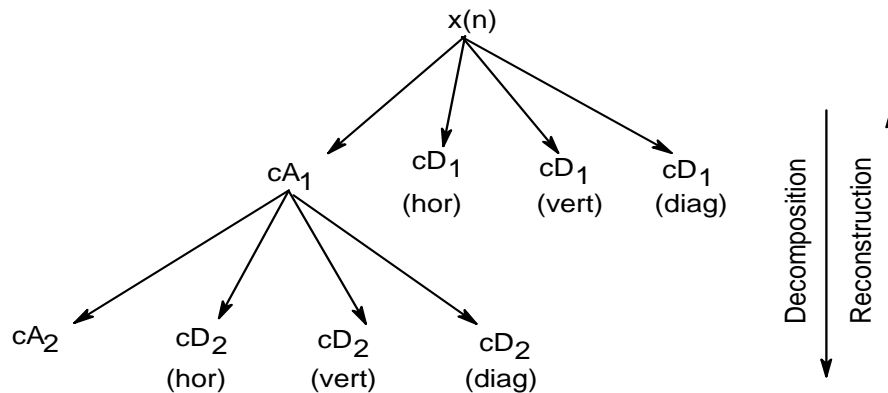 x(n)
cA1
cD1
(hor)
cD1
(vert)
cD1
(diag)
cA2
cD2
(hor)
cD2
(vert)
cD2
(diag)
Decomposition
Reconstruction